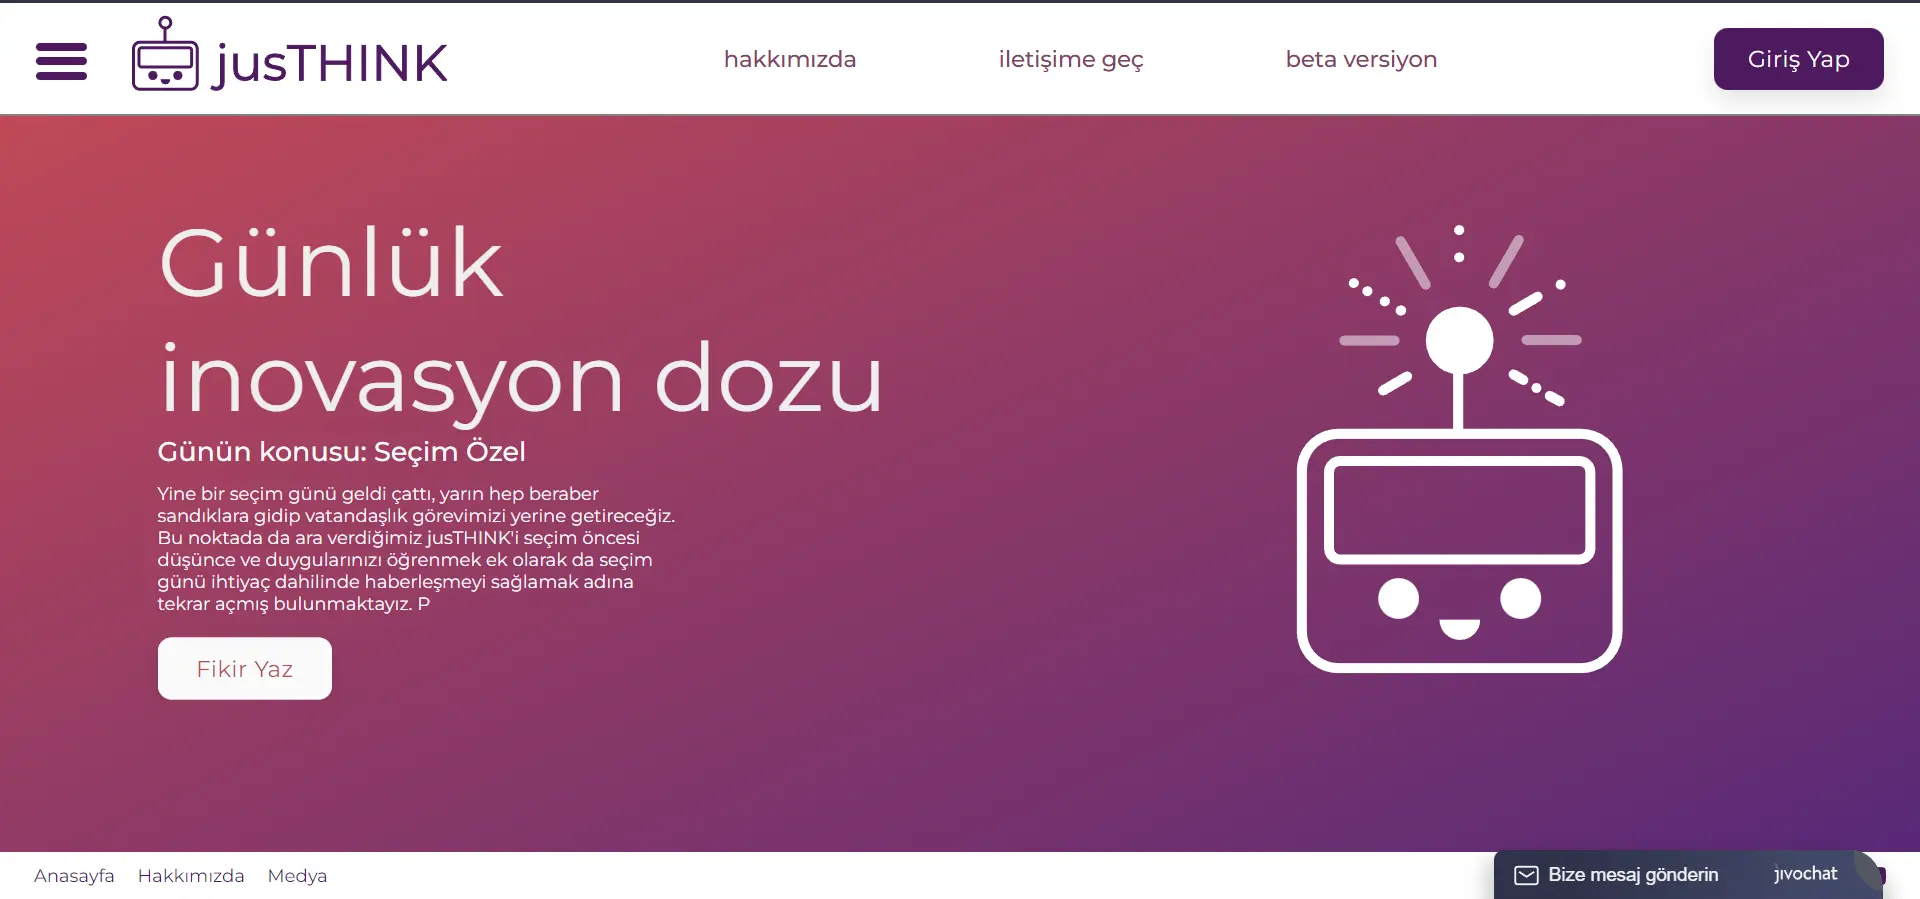 jusTHINK
hakkımızda
iletişime geç
beta versiyon
Giriş Yap
Günlük
inovasyon dozu
Günün konusu: Seçim Özel
Yine bir seçim günü geldi çattı, yarın hep beraber
sandıklara gidip vatandaşlık görevimizi yerine getireceğiz.
Bu noktada da ara verdiğimiz jusTHINK'i seçim öncesi
düşünce ve duygularınızı öğrenmek ek olarak da seçim
günü ihtiyaç dahilinde haberleşmeyi sağlamak adına
tekrar açmış bulunmaktayız. P
Fikir Yaz
Anasayfa
Hakkımızda
Medya
Bize mesaj gönderin
jivochat